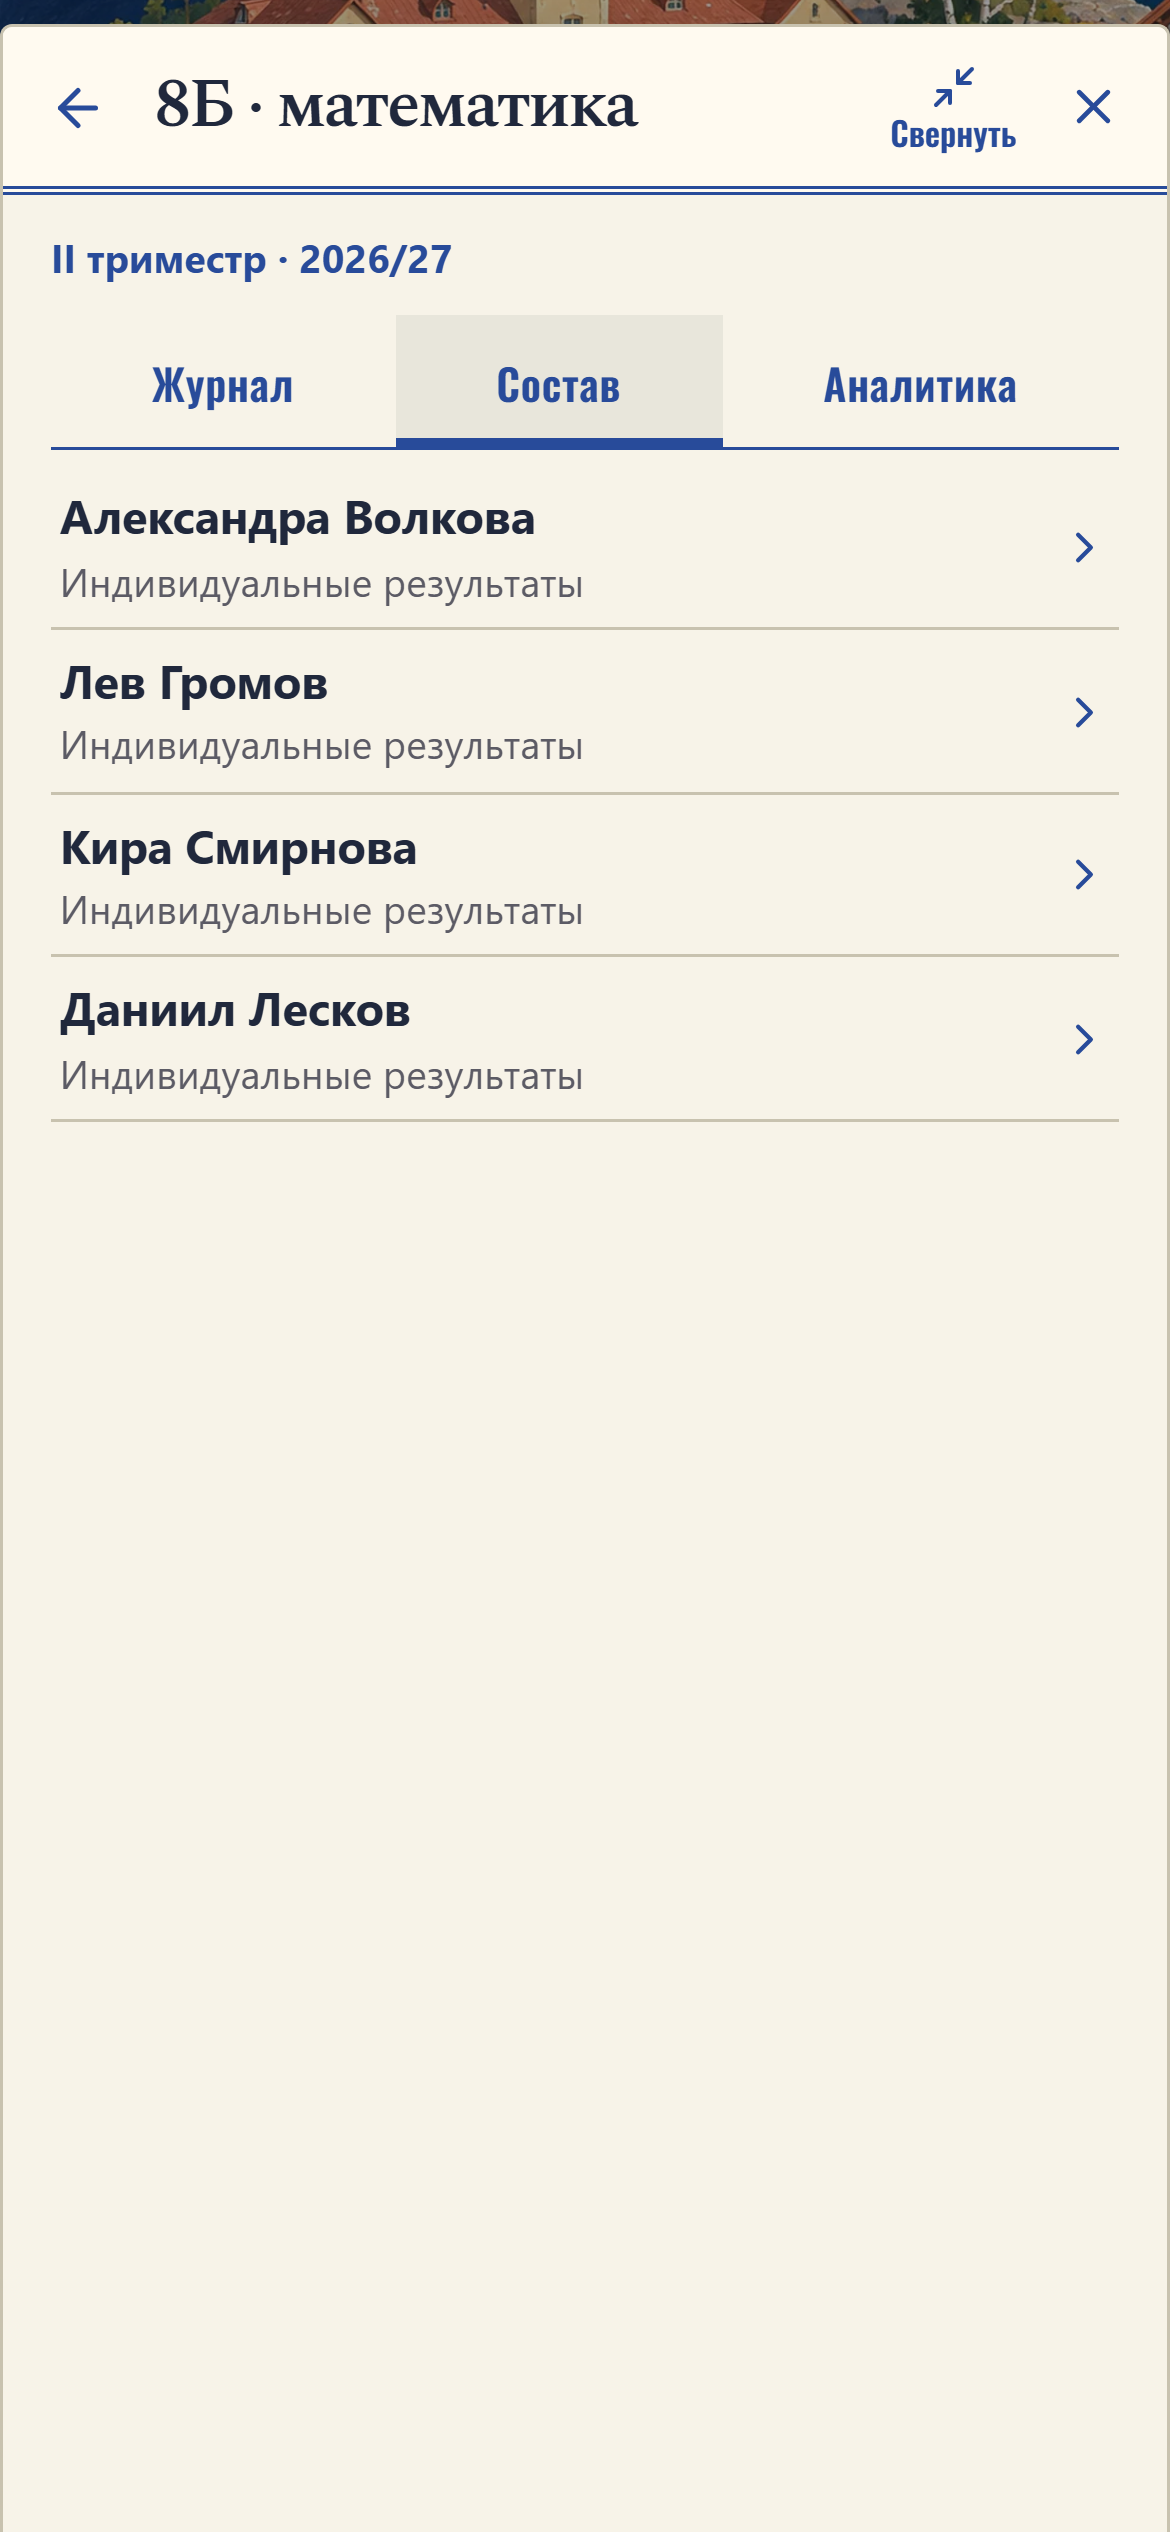 8Б · математика
Свернуть
II триместр · 2026/27
Журнал
Состав
Аналитика
Александра Волкова
Индивидуальные результаты
Лев Громов
Индивидуальные результаты
Кира Смирнова
Индивидуальные результаты
Даниил Лесков
Индивидуальные результаты